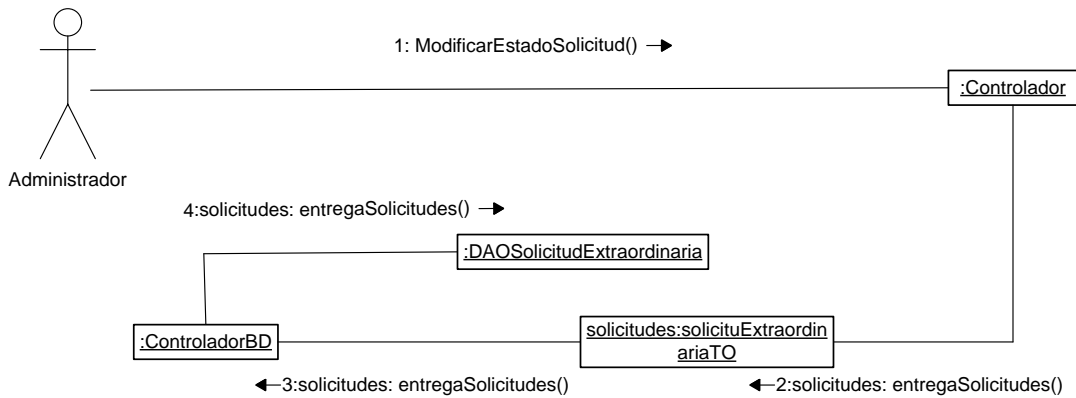 1: ModificarEstadoSolicitud()
:Controlador
Administrador
4:solicitudes: entregaSolicitudes()
:DAOSolicitudExtraordinaria
:ControladorBD
solicitudes:solicituExtraordin
ariaTO
3:solicitudes: entregaSolicitudes()
2:solicitudes: entregaSolicitudes()